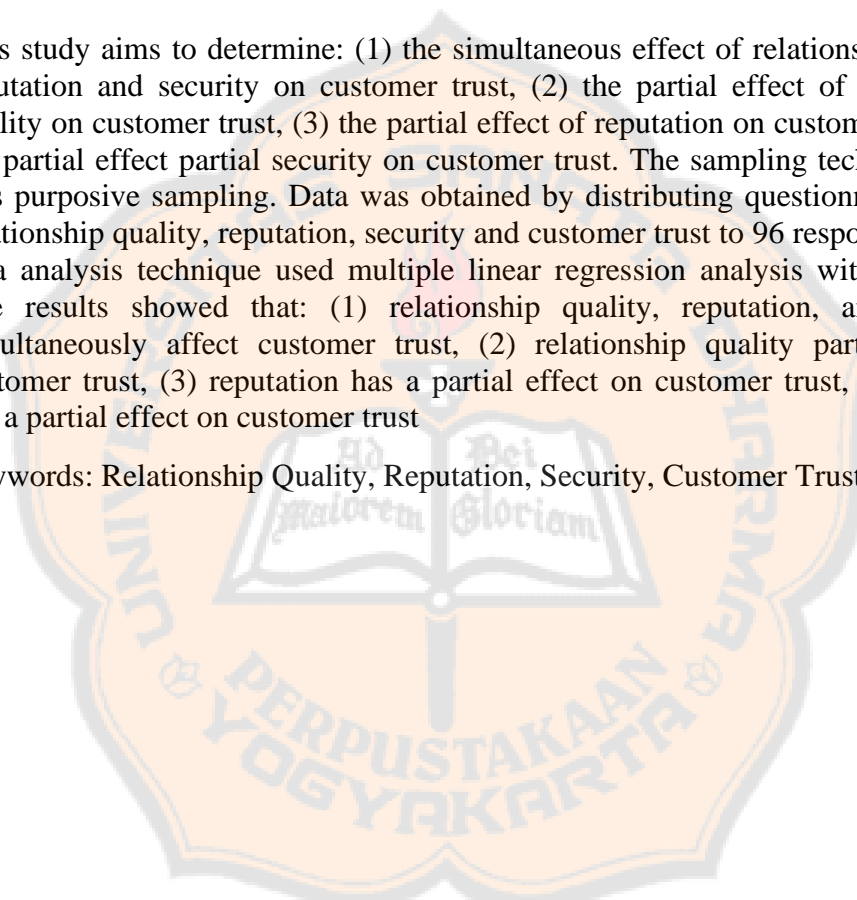 s study aims to determine: (1) the simultaneous effect of relations
utation and security on customer trust, (2) the partial effect of
lity on customer trust, (3) the partial effect of reputation on custom
partial effect partial security on customer trust. The sampling tec
s purposive sampling. Data was obtained by distributing questionn
ationship quality, reputation, security and customer trust to 96 respo
a analysis technique used multiple linear regression analysis wit
e results showed that: (1) relationship quality, reputation, a
ultaneously affect customer trust, (2) relationship quality part
tomer trust, (3) reputation has a partial effect on customer trust,
a partial effect on customer trust
ywords: Relationship Quality, Reputation, Security, Customer Trust
UNIVERSITAS SANATA DHARMA
Ad Dei
Maiorem Gloriam
PERPUSTAKAAN
YOGYAKARTA